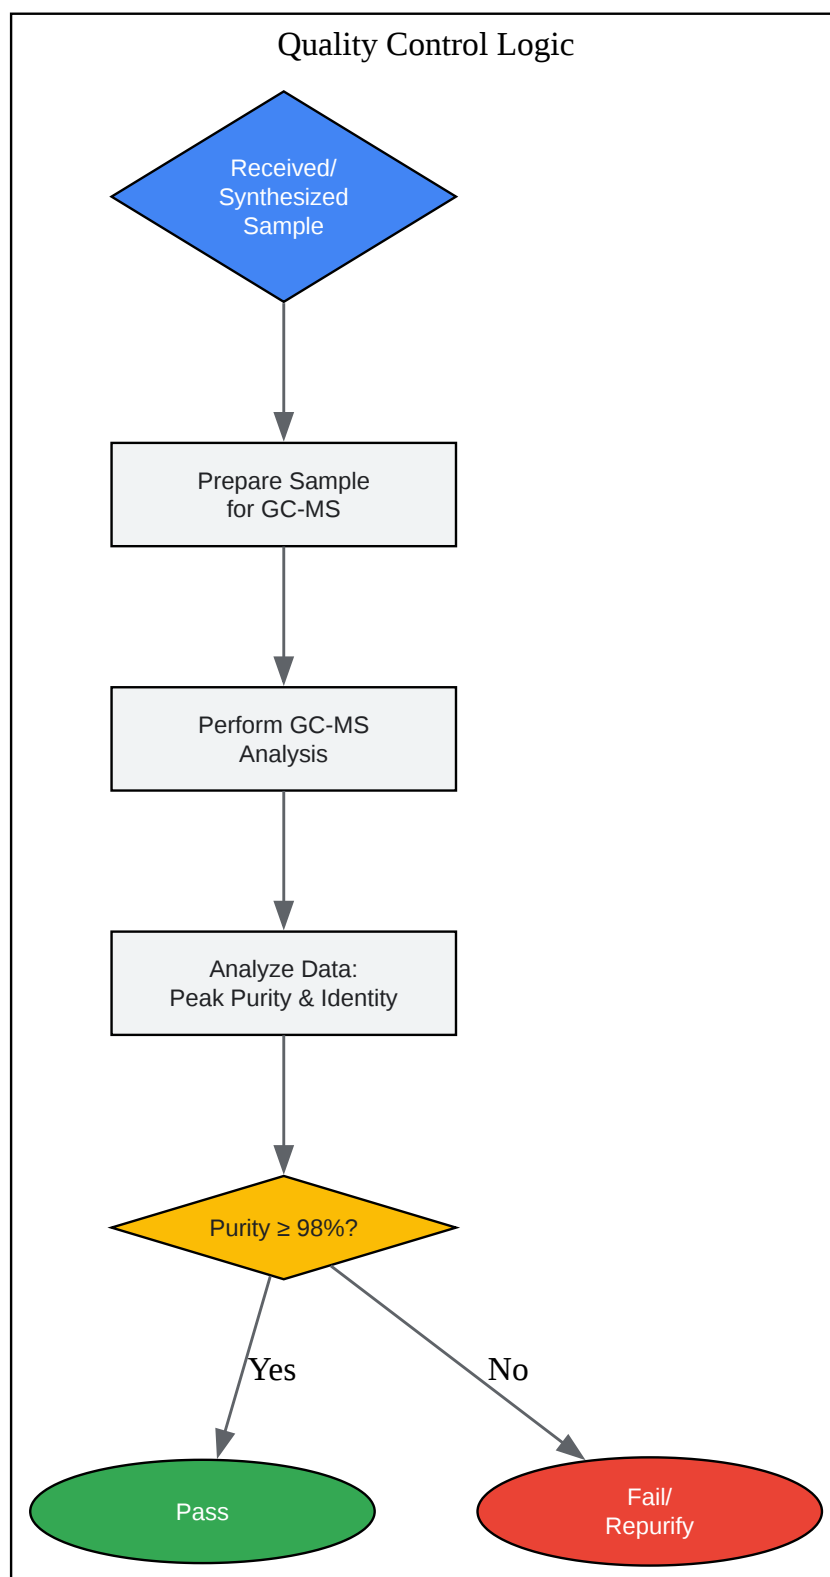 Quality Control Logic
Received/
Synthesized
Sample
Prepare Sample
for GC-MS
Perform GC-MS
Analysis
Analyze Data:
Peak Purity & Identity
Purity ≥ 98%?
Yes
No
Pass
Fail/
Repurify